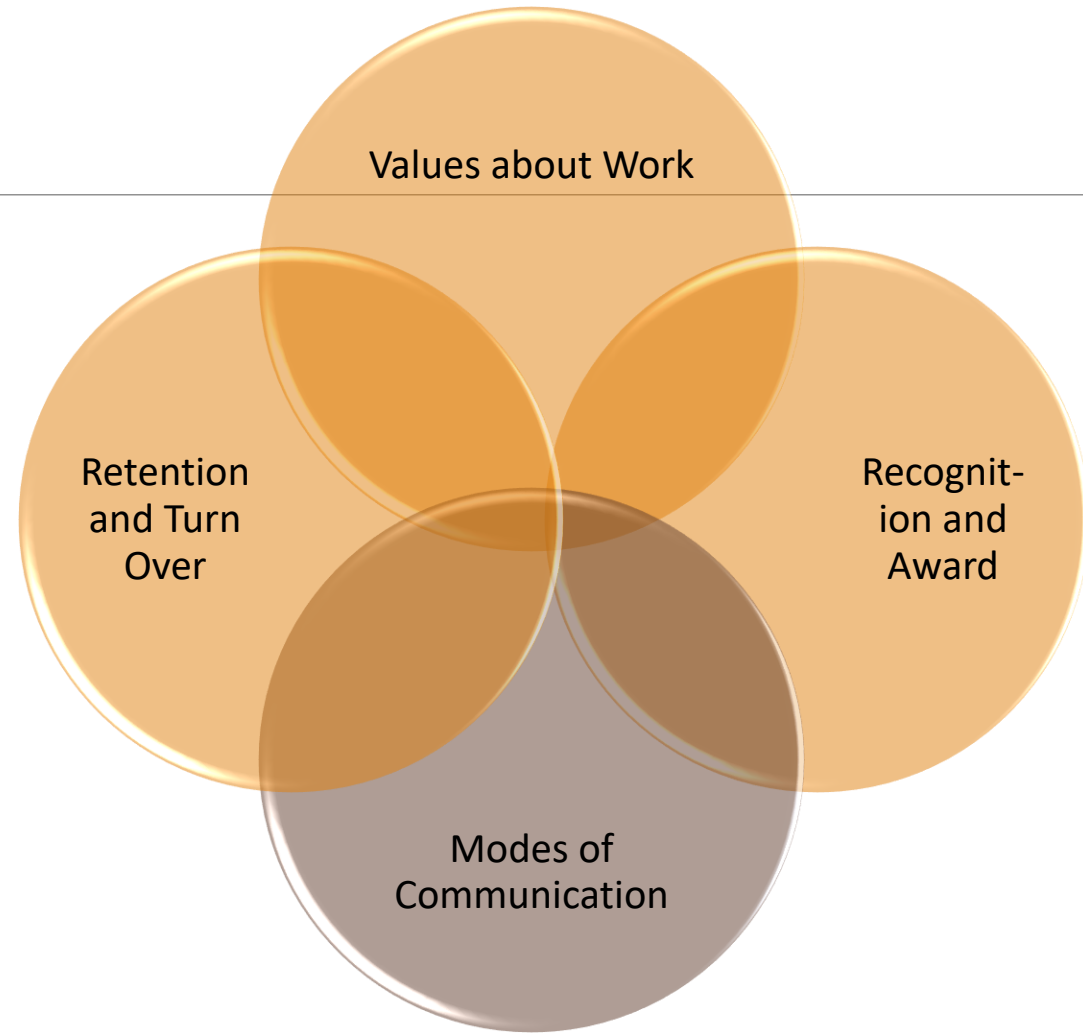 Values about Work
Retention
and Turn
Over
Recognit-
ion and
Award
Modes of
Communication